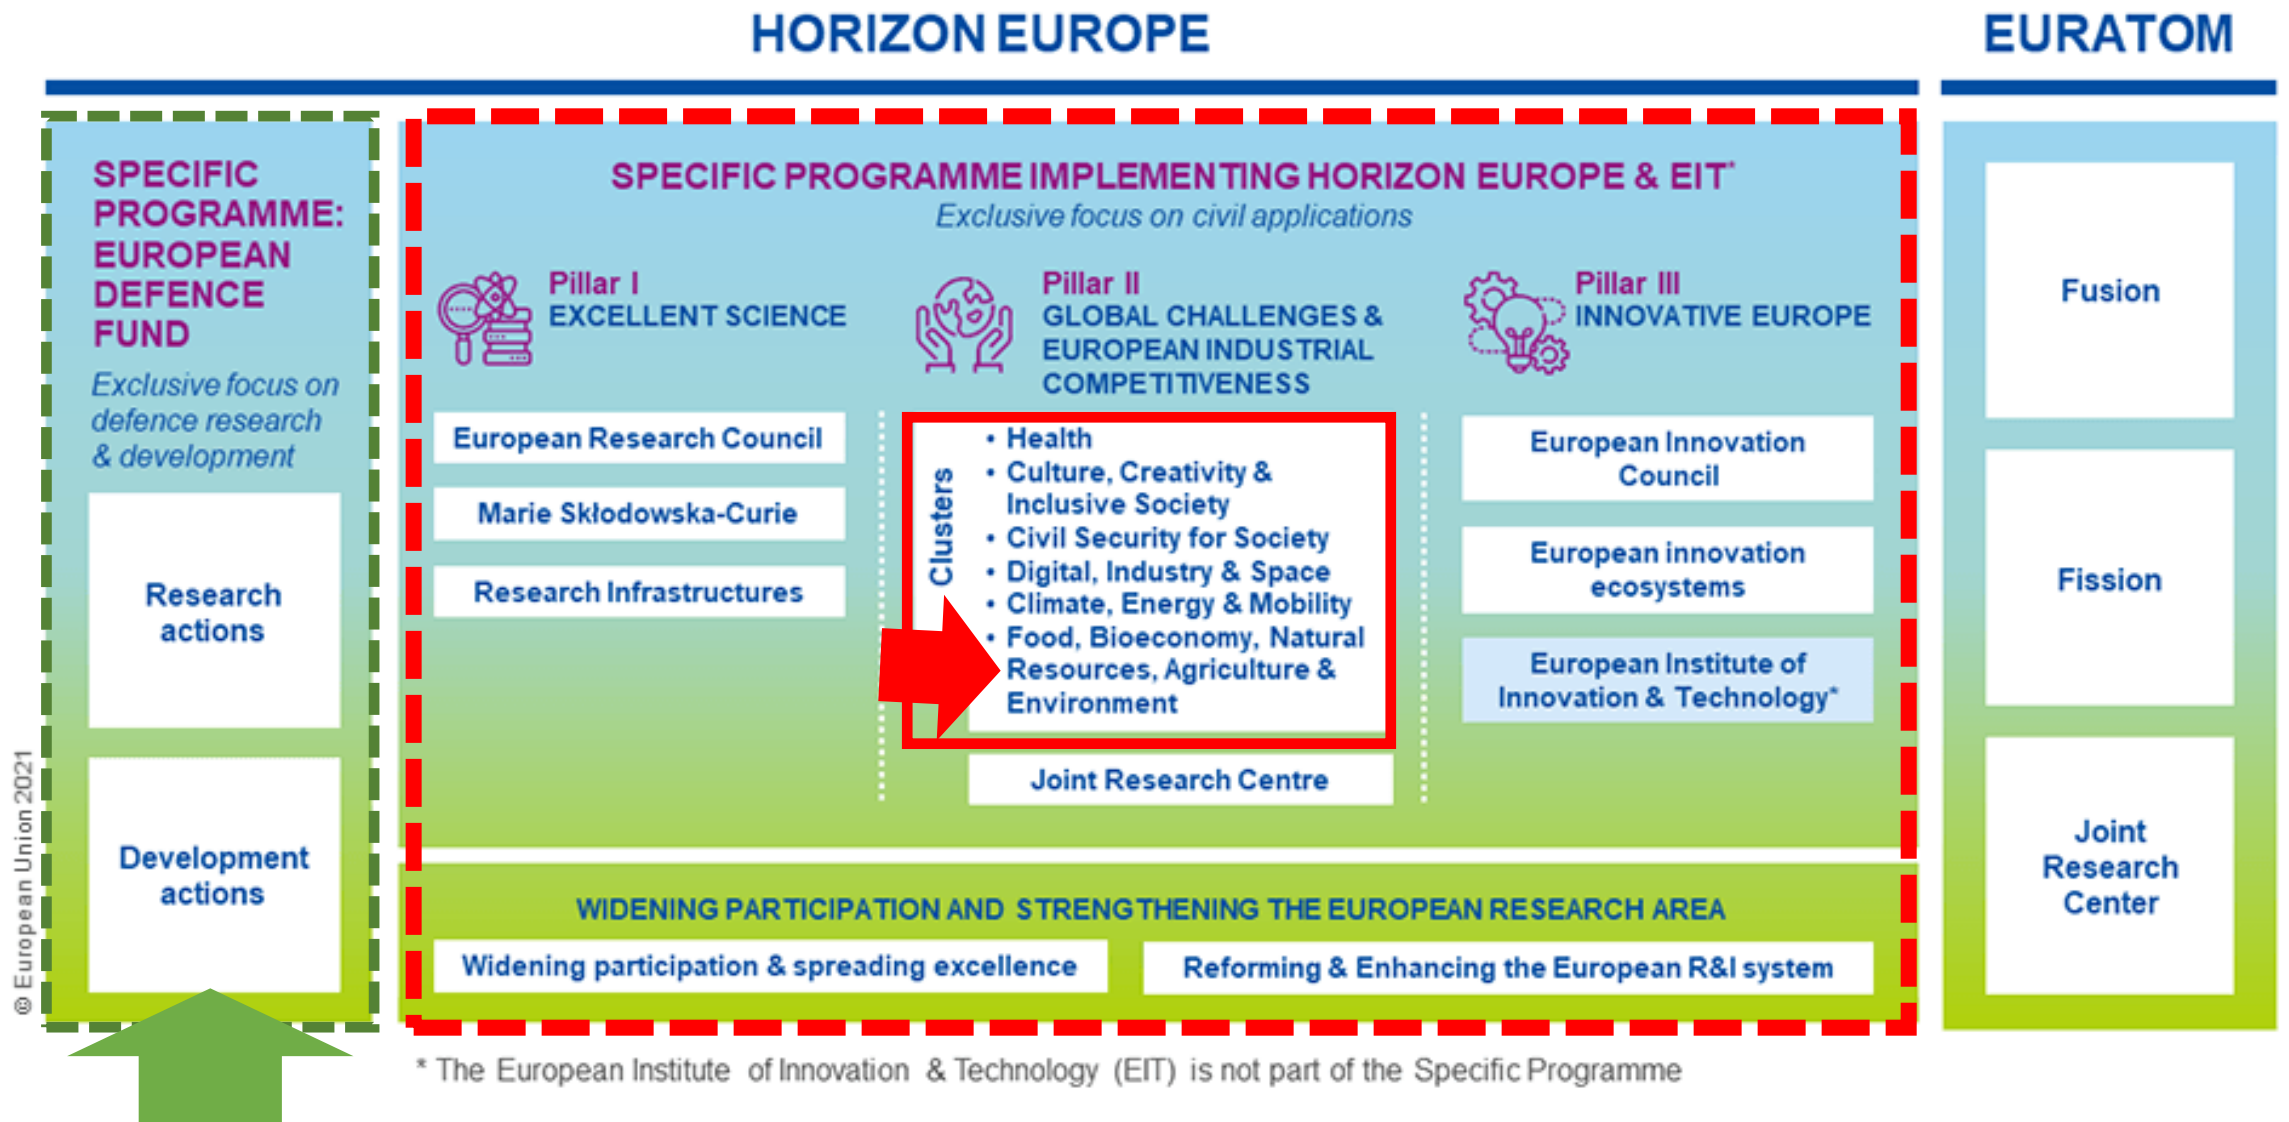 HORIZON EUROPE
EURATOM
SPECIFIC
PROGRAMME:
EUROPEAN
DEFENCE
FUND
Exclusive focus on
defence research
& development
Research
actions
Development
actions
SPECIFIC PROGRAMME IMPLEMENTING HORIZON EUROPE & EIT*
Exclusive focus on civil applications
Pillar I
EXCELLENT SCIENCE
European Research Council
Marie Skłodowska-Curie
Research Infrastructures
Pillar II
GLOBAL CHALLENGES &
EUROPEAN INDUSTRIAL
COMPETITIVENESS
Clusters
• Health
• Culture, Creativity &
Inclusive Society
• Civil Security for Society
• Digital, Industry & Space
• Climate, Energy & Mobility
• Food, Bioeconomy, Natural
Resources, Agriculture &
Environment
Joint Research Centre
Pillar III
INNOVATIVE EUROPE
European Innovation
Council
European innovation
ecosystems
European Institute of
Innovation & Technology*
WIDENING PARTICIPATION AND STRENGTHENING THE EUROPEAN RESEARCH AREA
Widening participation & spreading excellence
Reforming & Enhancing the European R&I system
Fusion
Fission
Joint
Research
Center
© European Union 2021
* The European Institute of Innovation & Technology (EIT) is not part of the Specific Programme